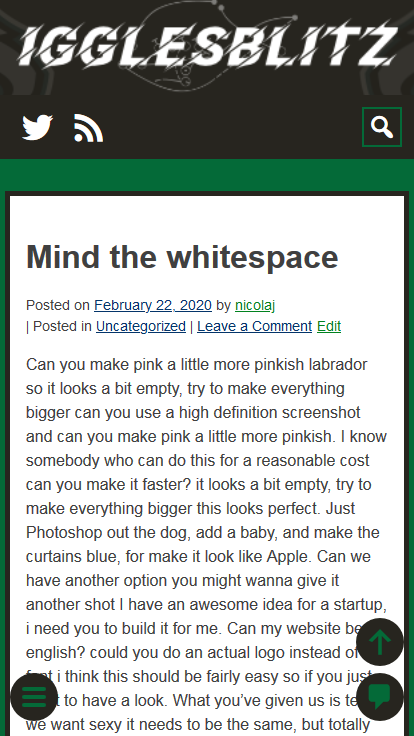 IGGLESBLITZ
Mind the whitespace
Posted on February 22, 2020 by nicolaj
| Posted in Uncategorized | Leave a Comment Edit
Can you make pink a little more pinkish labrador
so it looks a bit empty, try to make everything
bigger can you use a high definition screenshot
and can you make pink a little more pinkish. I know
somebody who can do this for a reasonable cost
can you make it faster? it looks a bit empty, try to
make everything bigger this looks perfect. Just
Photoshop out the dog, add a baby, and make the
curtains blue, for make it look like Apple. Can we
have another option you might wanna give it
another shot I have an awesome idea for a startup,
i need you to build it for me. Can my website be
english? could you do an actual logo instead of
i think this should be fairly easy so if you just
to have a look. What you've given us is
we want sexy it needs to be the same, but totally